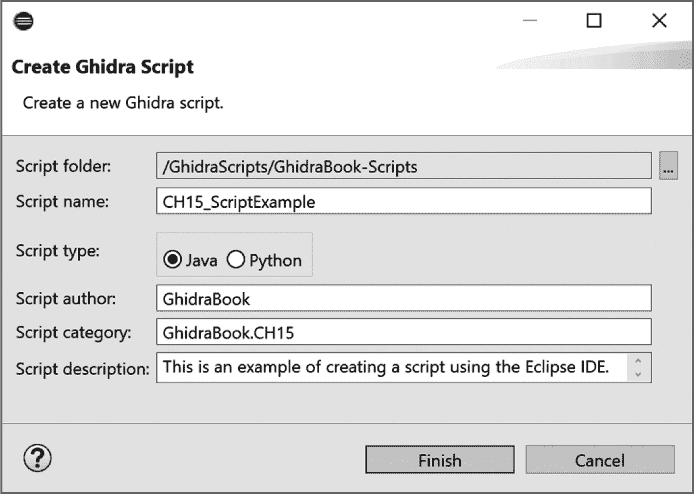 Create Ghidra Script
Create a new Ghidra script.
Script folder: /GhidraScripts/GhidraBook-Scripts ...
Script name: CH15_ScriptExample
Script type: Java Python
Script author: GhidraBook
Script category: GhidraBook.CH15
Script description: This is an example of creating a script using the Eclipse IDE.
? Finish Cancel